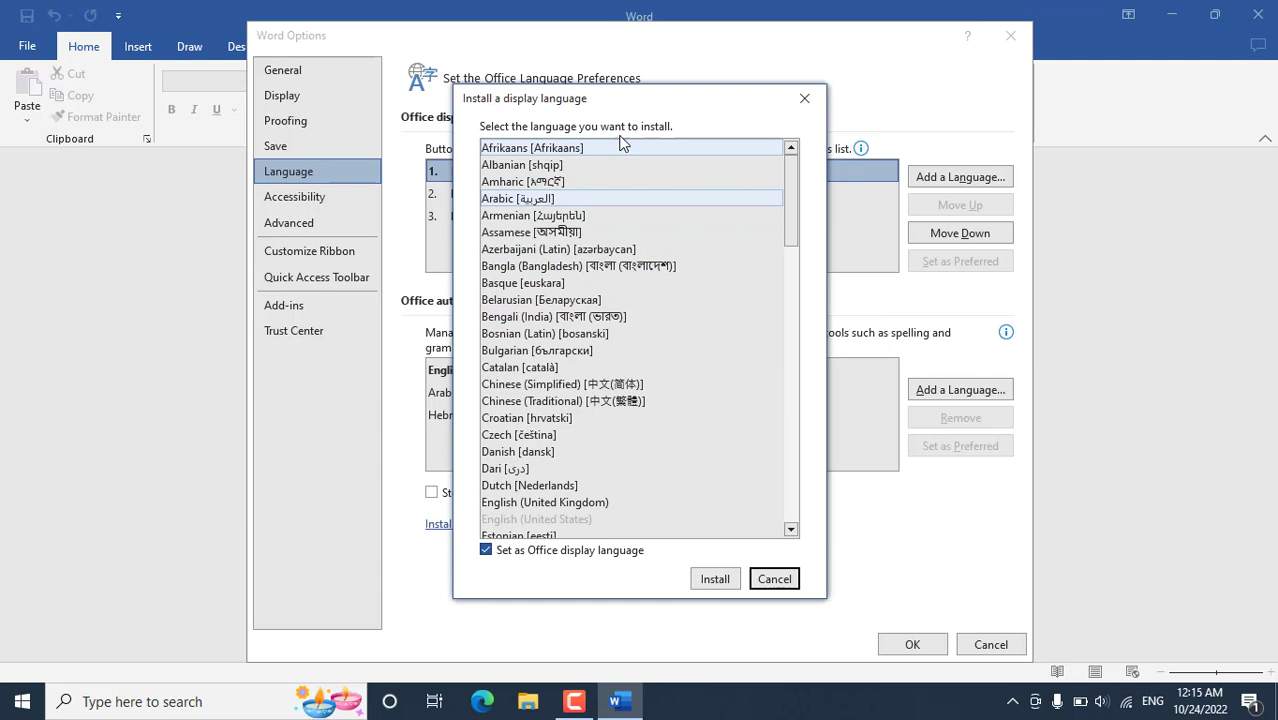 Word
File
Home
Insert
Draw
Des
Paste
Cut
Copy
Format Painter
B
I
U
Word Options
General
Display
Proofing
Save
Language
Accessibility
Advanced
Customize Ribbon
Quick Access Toolbar
Add-ins
Trust Center
Set the Office Language Preferences
Office dis
Button
s list.
1.
2.
3.
Add a Language...
Move Up
Move Down
Set as Preferred
Office aut
Mana
ools such as spelling and
gram
Engli
Arab
Hebr
Add a Language...
Remove
Set as Preferred
Install
OK
Cancel
Install a display language
Select the language you want to install.
Afrikaans [Afrikaans]
Albanian [shqip]
Amharic [አማርኛ]
Arabic [العربية]
Armenian [Հայերեն]
Assamese [অসমীয়া]
Azerbaijani (Latin) [azərbaycan]
Bangla (Bangladesh) [বাংলা (বাংলাদেশ)]
Basque [euskara]
Belarusian [Беларуская]
Bengali (India) [বাংলা (ভারত)]
Bosnian (Latin) [bosanski]
Bulgarian [български]
Catalan [català]
Chinese (Simplified) [中文(简体)]
Chinese (Traditional) [中文(繁體)]
Croatian [hrvatski]
Czech [čeština]
Danish [dansk]
Dari [درى]
Dutch [Nederlands]
English (United Kingdom)
English (United States)
Estonian [eesti]
Set as Office display language
Install
Cancel
Type here to search
ENG
12:15 AM
10/24/2022